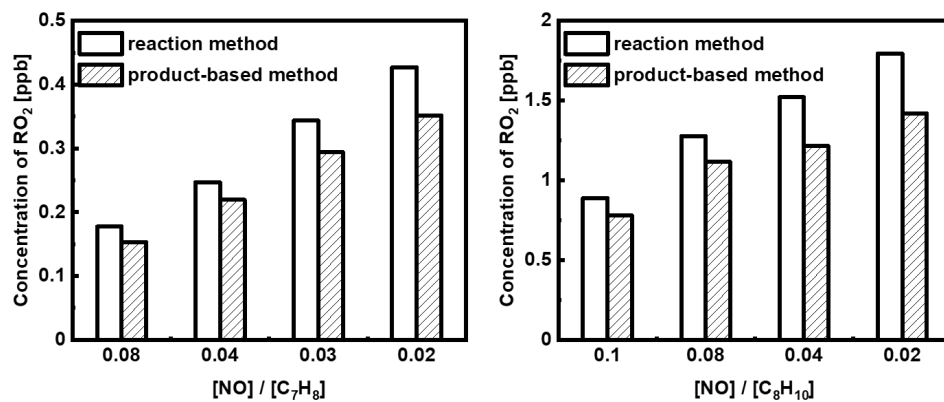 0.5
0.4
0.3
0.2
0.1
0
Concentration of RO₂ [ppb]
reaction method
product-based method
0.08 0.04 0.03 0.02
[NO] / [C₇H₈]
2
1.5
1
0.5
0
Concentration of RO₂ [ppb]
reaction method
product-based method
0.1 0.08 0.04 0.02
[NO] / [C₈H₁₀]